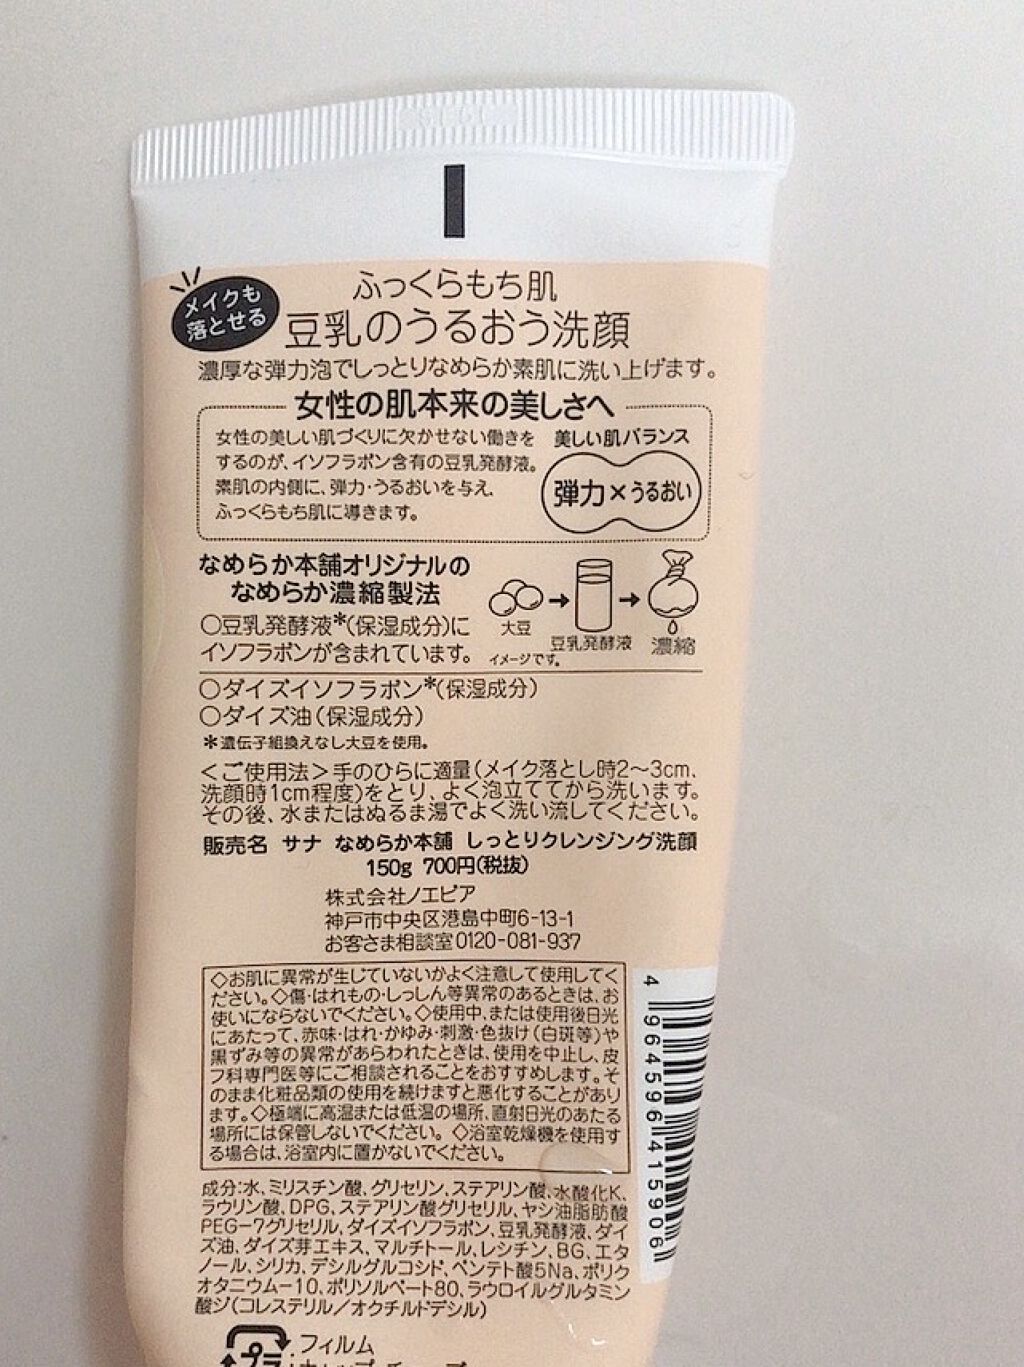 メイクも
落とせる
ふっくらもち肌
豆乳のうるおう洗顔
濃厚な弾力泡でしっとりなめらか素肌に洗い上げます。
女性の肌本来の美しさへ
女性の美しい肌づくりに欠かせない働きを
するのが、イソフラボン含有の豆乳発酵液。
素肌の内側に、弾力・うるおいを与え、
ふっくらもち肌に導きます。
美しい肌バランス
弾力×うるおい
なめらか本舗オリジナルの
なめらか濃縮製法
○豆乳発酵液*(保湿成分)に
イソフラボンが含まれています。
大豆
豆乳発酵液
濃縮
イメージです。
○ダイズイソフラボン*(保湿成分)
○ダイズ油(保湿成分)
*遺伝子組換えなし大豆を使用。
＜ご使用法＞手のひらに適量(メイク落とし時2～3cm、
洗顔時1cm程度)をとり、よく泡立ててから洗います。
その後、水またはぬるま湯でよく洗い流してください。
販売名 サナ なめらか本舗 しっとりクレンジング洗顔
150g 700円(税抜)
株式会社ノエビア
神戸市中央区港島中町6-13-1
お客さま相談室0120-081-937
◇お肌に異常が生じていないかよく注意して使用してく
ださい。◇傷・はれもの・しっしん等異常のあるときは、お
使いにならないでください。◇使用中、または使用後日光
にあたって、赤味・はれ・かゆみ・刺激・色抜け(白斑等)や
黒ずみ等の異常があらわれたときは、使用を中止し、皮
フ科専門医等にご相談されることをおすすめします。そ
のまま化粧品類の使用を続けますと悪化することがあり
ます。◇極端に高温または低温の場所、直射日光のあたる
場所には保管しないでください。◇浴室乾燥機を使用す
る場合は、浴室内に置かないでください。
4 964596 415906
成分:水、ミリスチン酸、グリセリン、ステアリン酸、水酸化K、
ラウリン酸、DPG、ステアリン酸グリセリル、ヤシ油脂肪酸
PEG-7グリセリル、ダイズイソフラボン、豆乳発酵液、ダイ
ズ油、ダイズ芽エキス、マルチトール、レシチン、BG、エタ
ノール、シリカ、デシルグルコシド、ペンテト酸5Na、ポリク
オタニウム-10、ポリソルベート80、ラウロイルグルタミン
酸ジ(コレステリル/オクチルドデシル)
プラ
フィルム